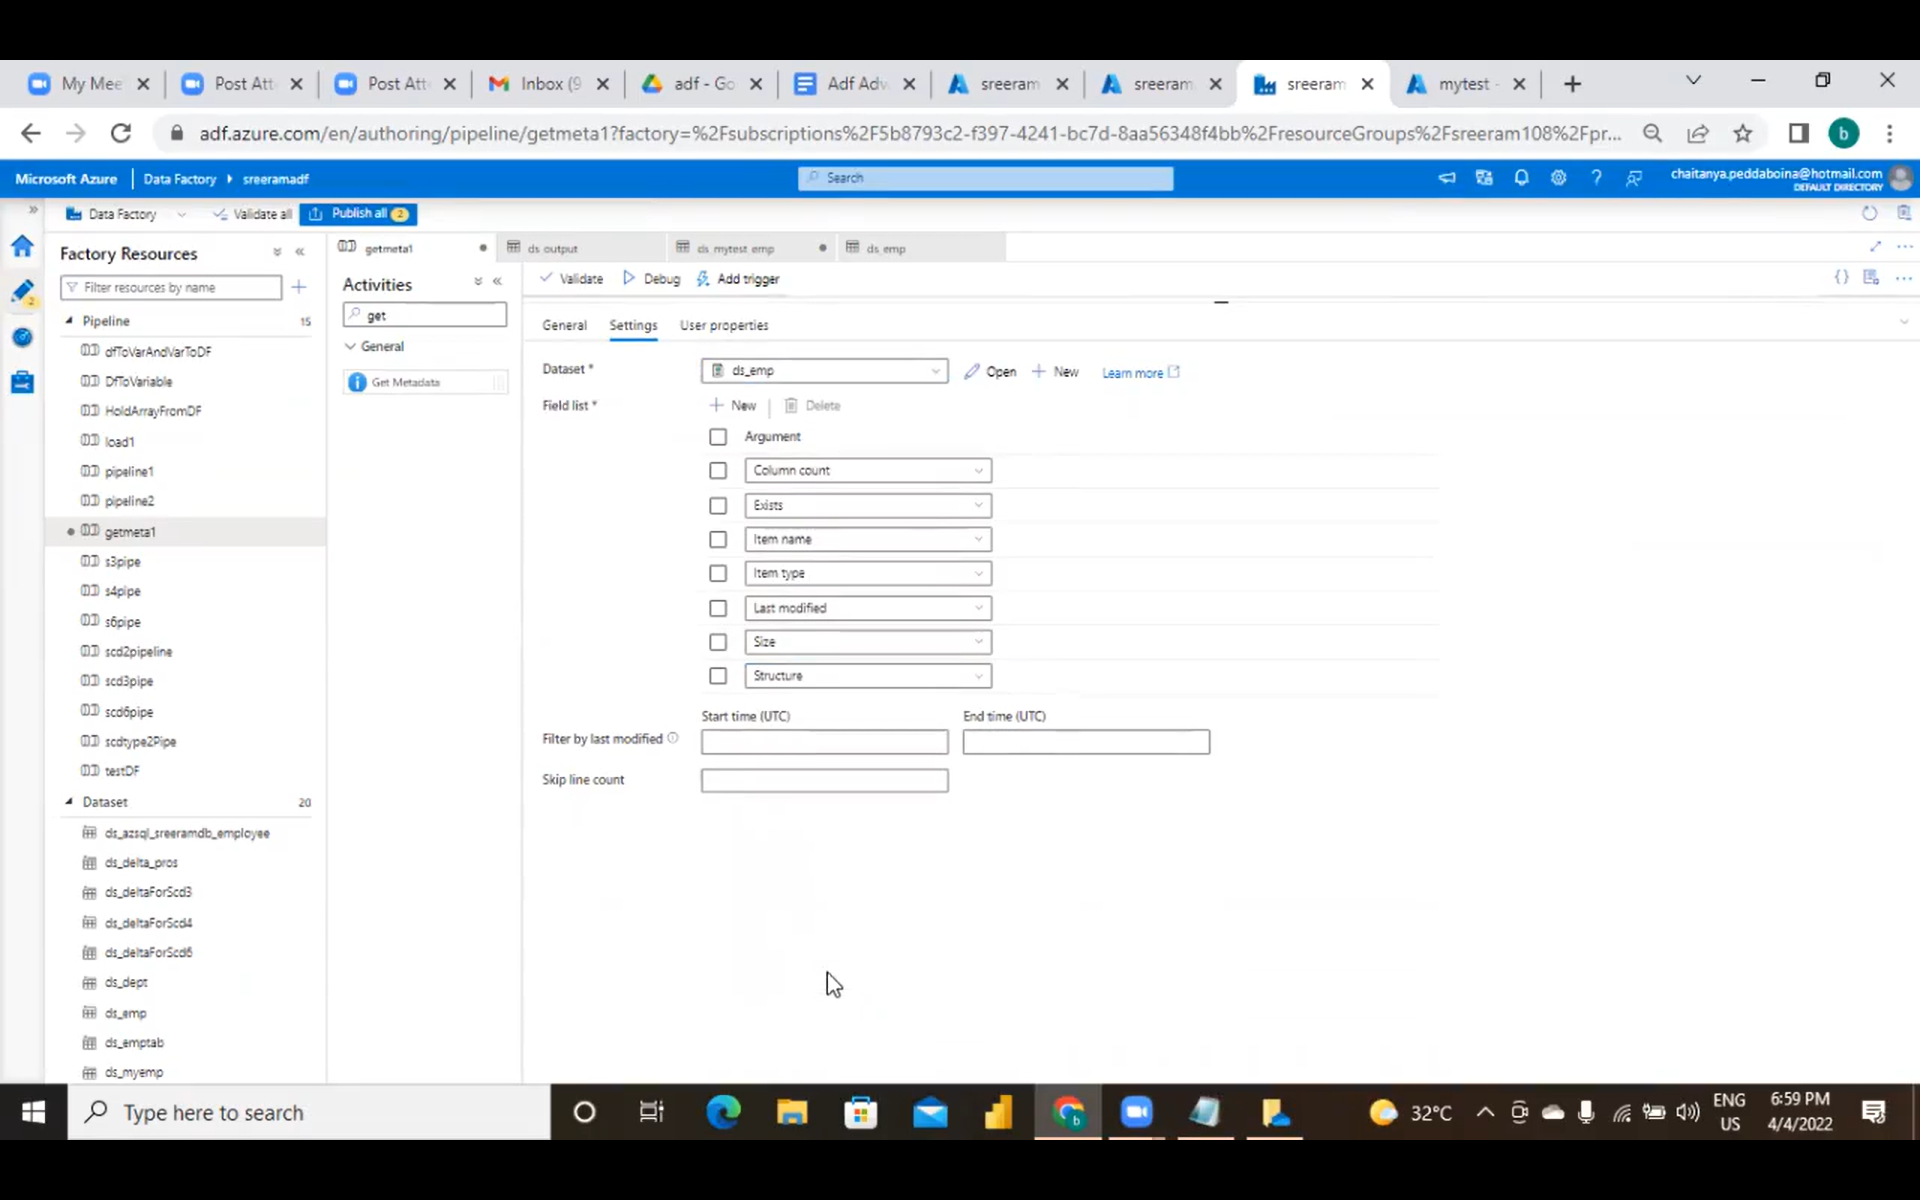 My Mee
Post Att
Post Att
Inbox (9
adf - Go
Adf Adv
sreeram
sreeram
sreeram
mytest -
adf.azure.com/en/authoring/pipeline/getmeta1?factory=%2Fsubscriptions%2F5b8793c2-f397-4241-bc7d-8aa56348f4bb%2FresourceGroups%2Fsreeram108%2Fpr...
b
Microsoft Azure
Data Factory
sreeramadf
Search
chaitanya.peddaboina@hotmail.com
DEFAULT DIRECTORY
Data Factory
Validate all
Publish all 2
Factory Resources
Filter resources by name
2
Pipeline 15
dfToVarAndVarToDF
DfToVariable
HoldArrayFromDF
load1
pipeline1
pipeline2
getmeta1
s3pipe
s4pipe
s6pipe
scd2pipeline
scd3pipe
scd6pipe
scdtype2Pipe
testDF
Dataset 20
ds_azsql_sreeramdb_employee
ds_delta_pros
ds_deltaForScd3
ds_deltaForScd4
ds_deltaForScd6
ds_dept
ds_emp
ds_emptab
ds_myemp
getmeta1
ds_output
ds_mytest_emp
ds_emp
Activities
get
General
Get Metadata
Validate
Debug
Add trigger
General
Settings
User properties
Dataset *
ds_emp
Open
New
Learn more
Field list *
New
Delete
Argument
Column count
Exists
Item name
Item type
Last modified
Size
Structure
Start time (UTC)
End time (UTC)
Filter by last modified
Skip line count
Type here to search
32°C
ENG
US
6:59 PM
4/4/2022